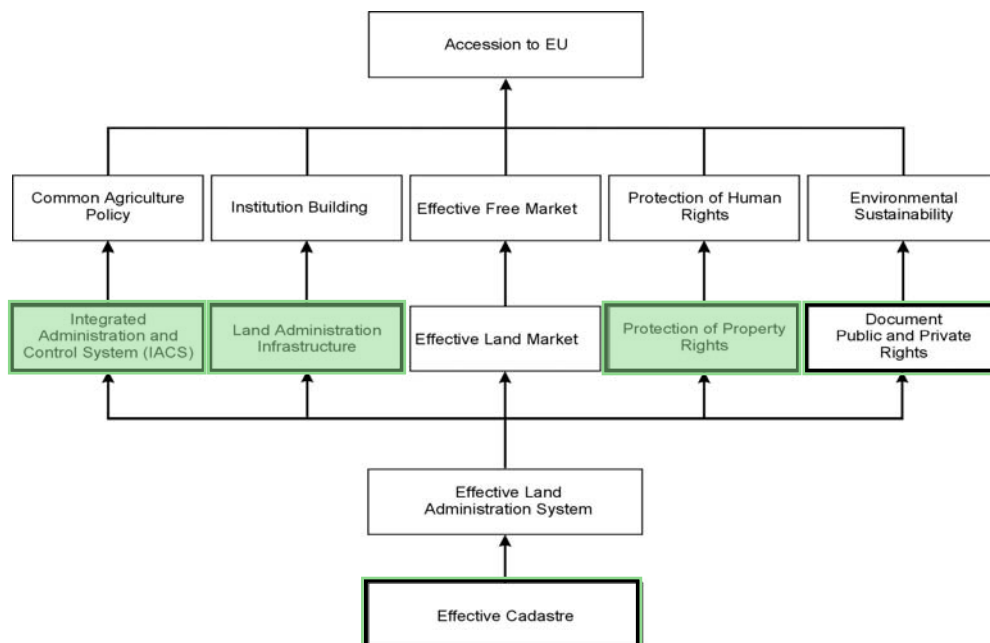 Accession to EU
Common Agriculture
Policy
Institution Building
Effective Free Market
Protection of Human
Rights
Environmental
Sustainability
Integrated
Administration and
Control System (IACS)
Land Administration
Infrastructure
Effective Land Market
Protection of Property
Rights
Document
Public and Private
Rights
Effective Land
Administration System
Effective Cadastre